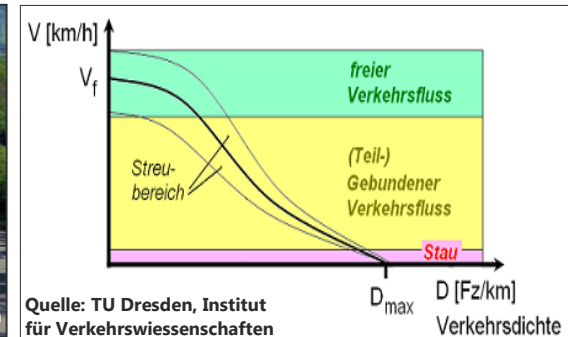 V [km/h]
V_f
freier
Verkehrsfluss
(Teil-)
Gebundener
Verkehrsfluss
Streu-
bereich
Stau
D_max
D [Fz/km]
Verkehrsdichte
Quelle: TU Dresden, Institut
für Verkehrswissenschaften